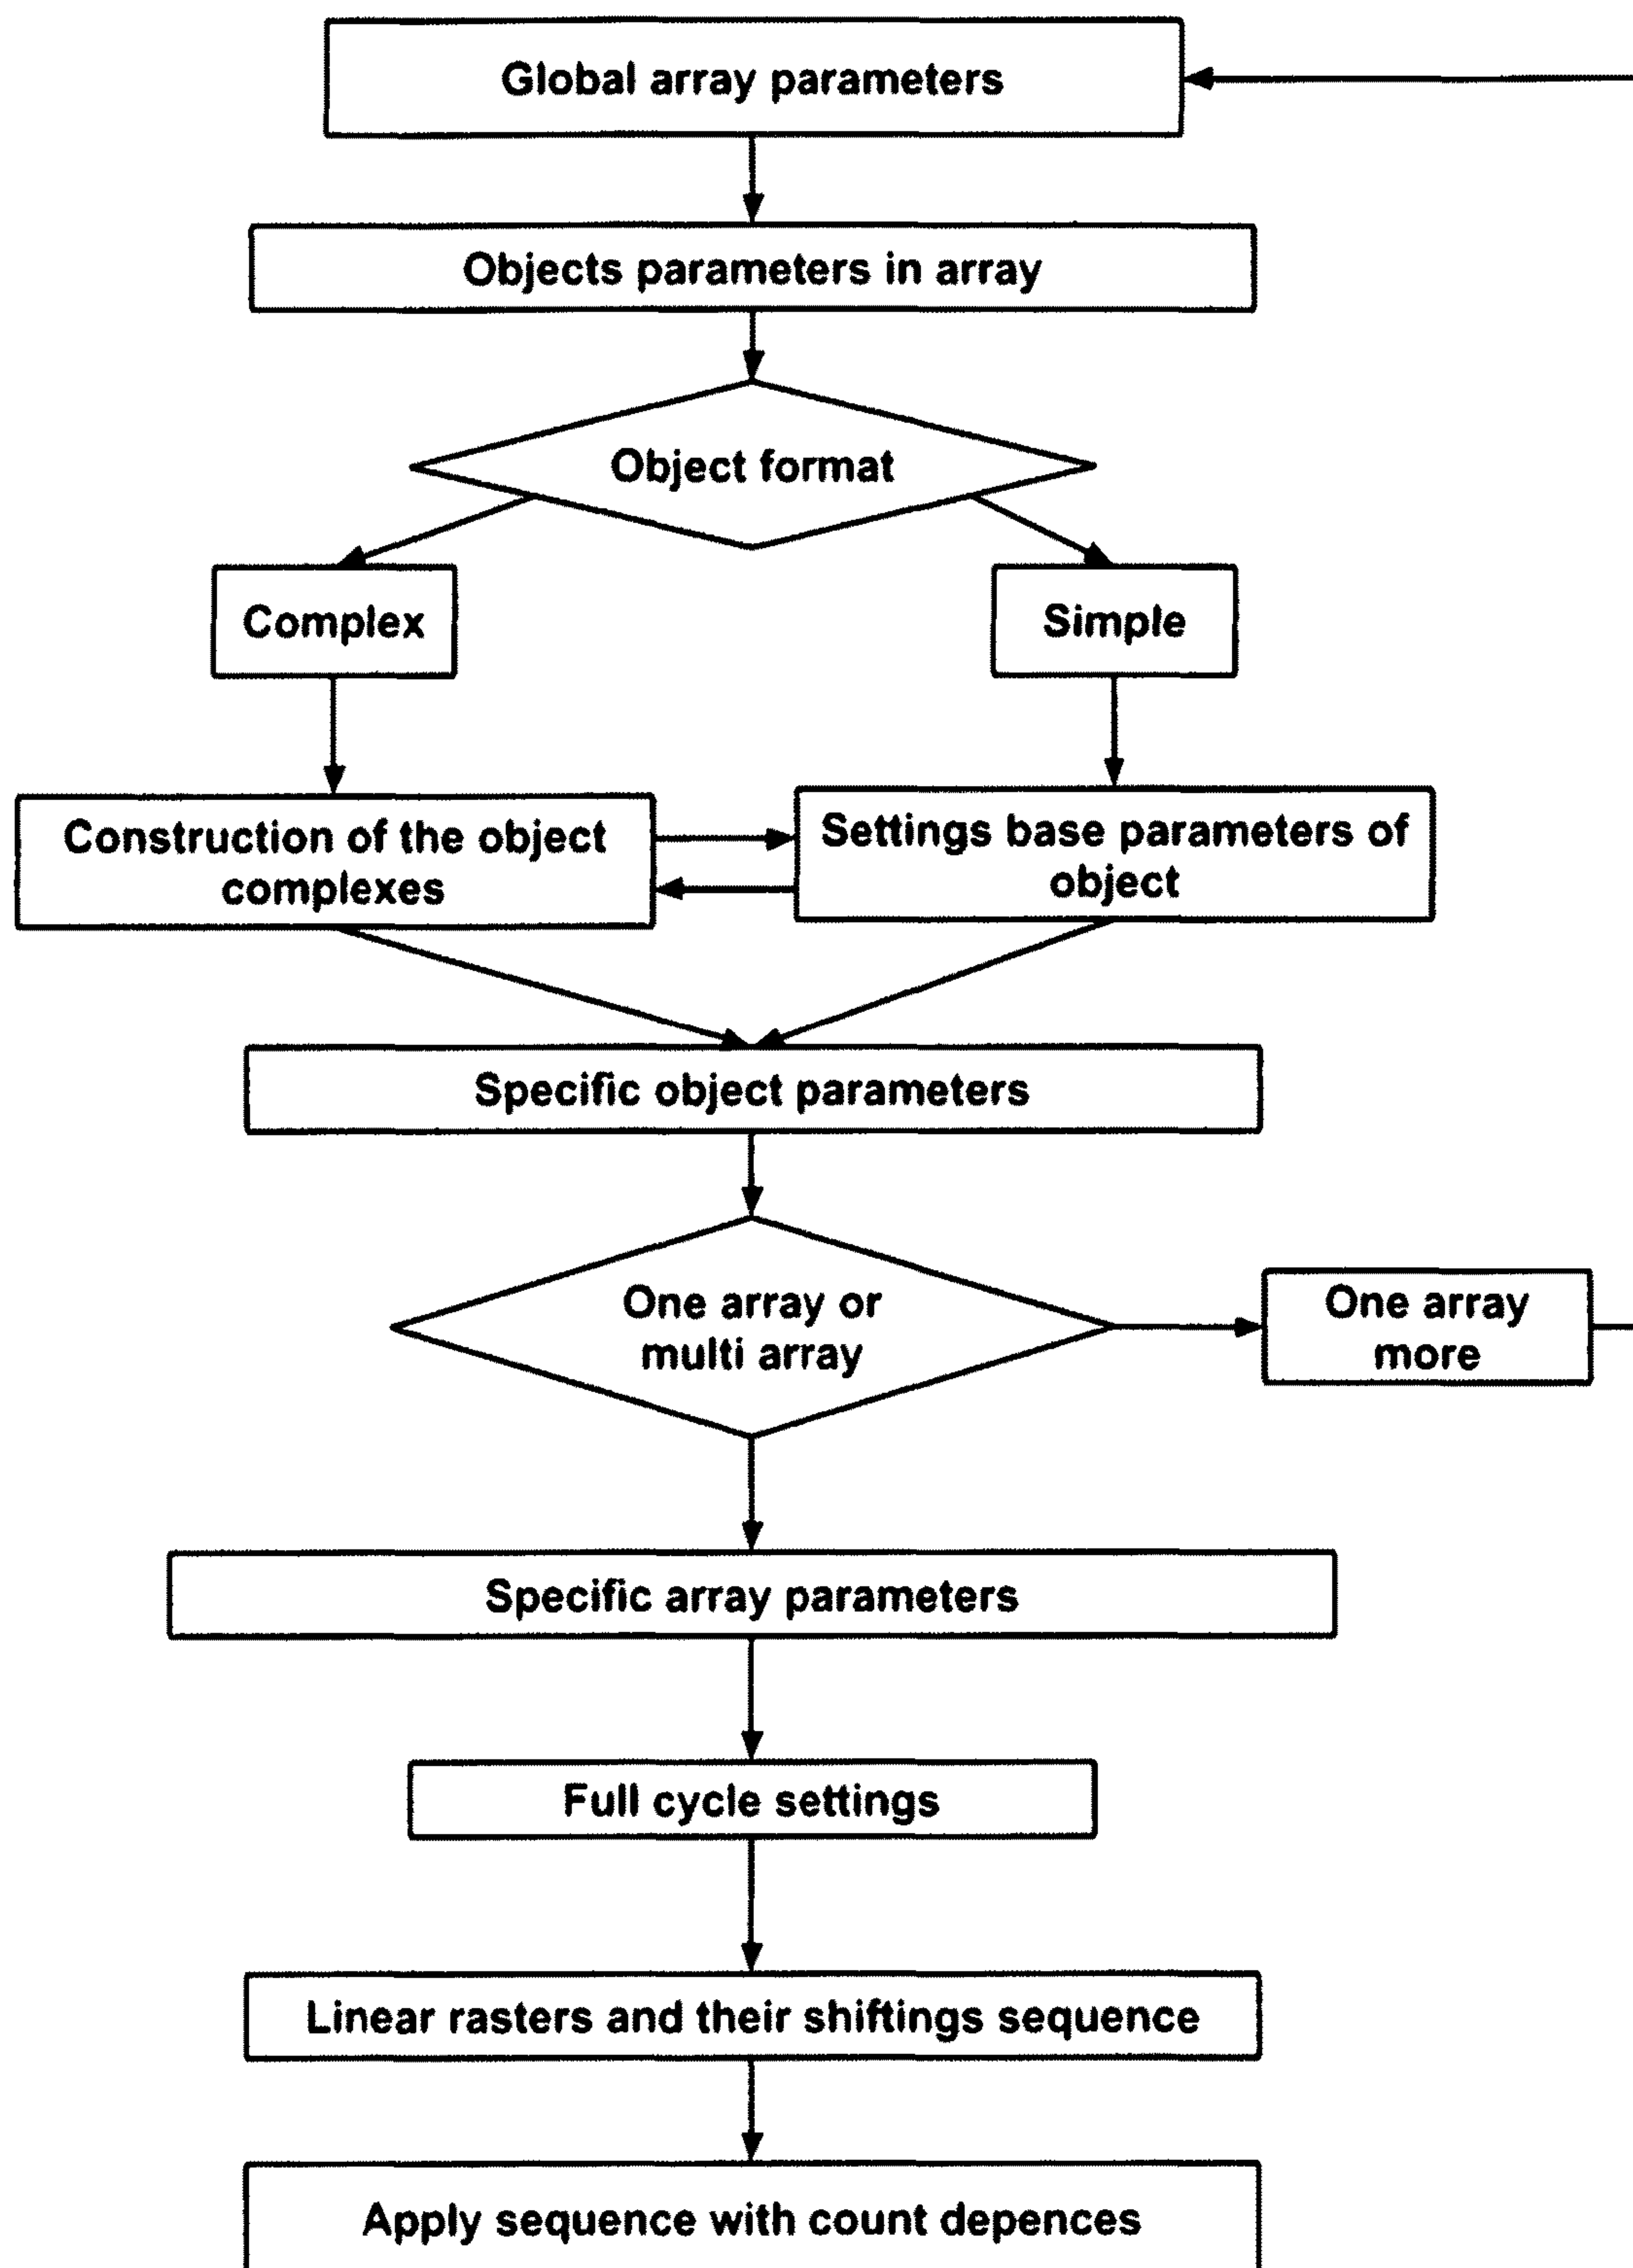 Global array parameters
Objects parameters in array
Object format
Complex
Simple
Construction of the object
complexes
Settings base parameters of
object
Specific object parameters
One array or
multi array
One array
more
Specific array parameters
Full cycle settings
Linear rasters and their shiftings sequence
Apply sequence with count depences